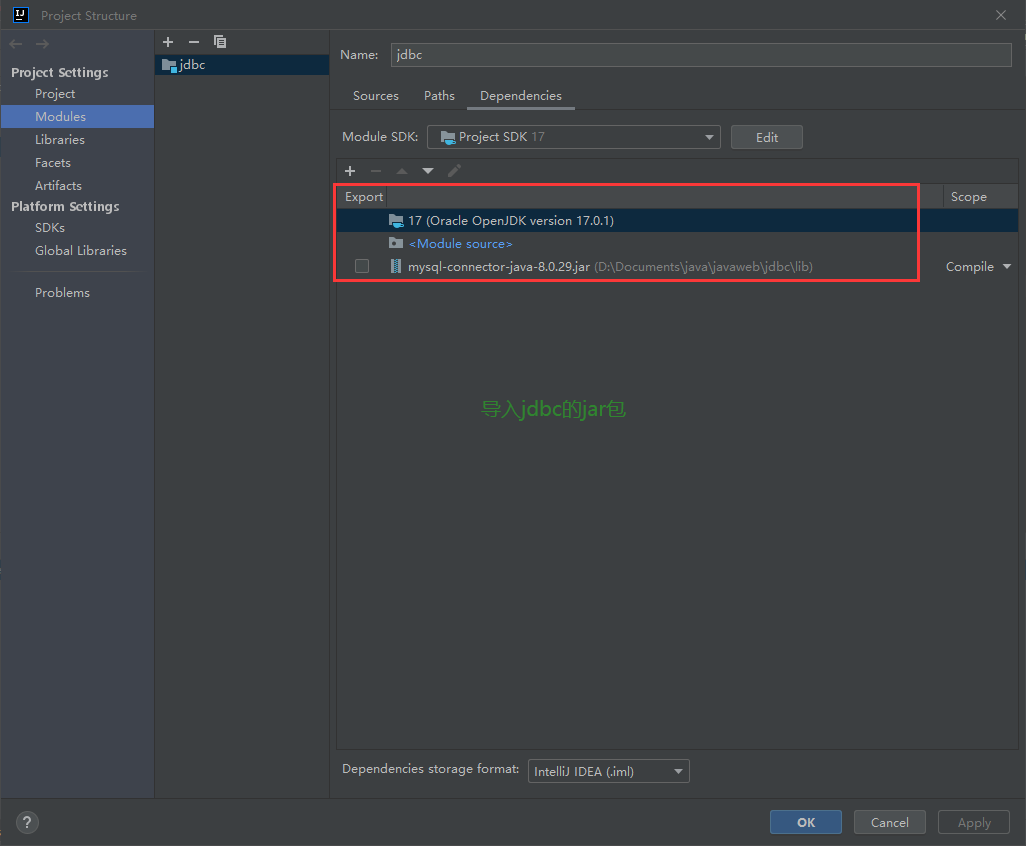 Project Structure
Project Settings
Project
Modules
Libraries
Facets
Artifacts
Platform Settings
SDKs
Global Libraries
Problems
jdbc
Name: jdbc
Sources Paths Dependencies
Module SDK: Project SDK 17 Edit
Export Scope
17 (Oracle OpenJDK version 17.0.1)
<Module source>
mysql-connector-java-8.0.29.jar (D:\Documents\java\javaweb\jdbc\lib) Compile
导入jdbc的jar包
Dependencies storage format: IntelliJ IDEA (.iml)
? OK Cancel Apply